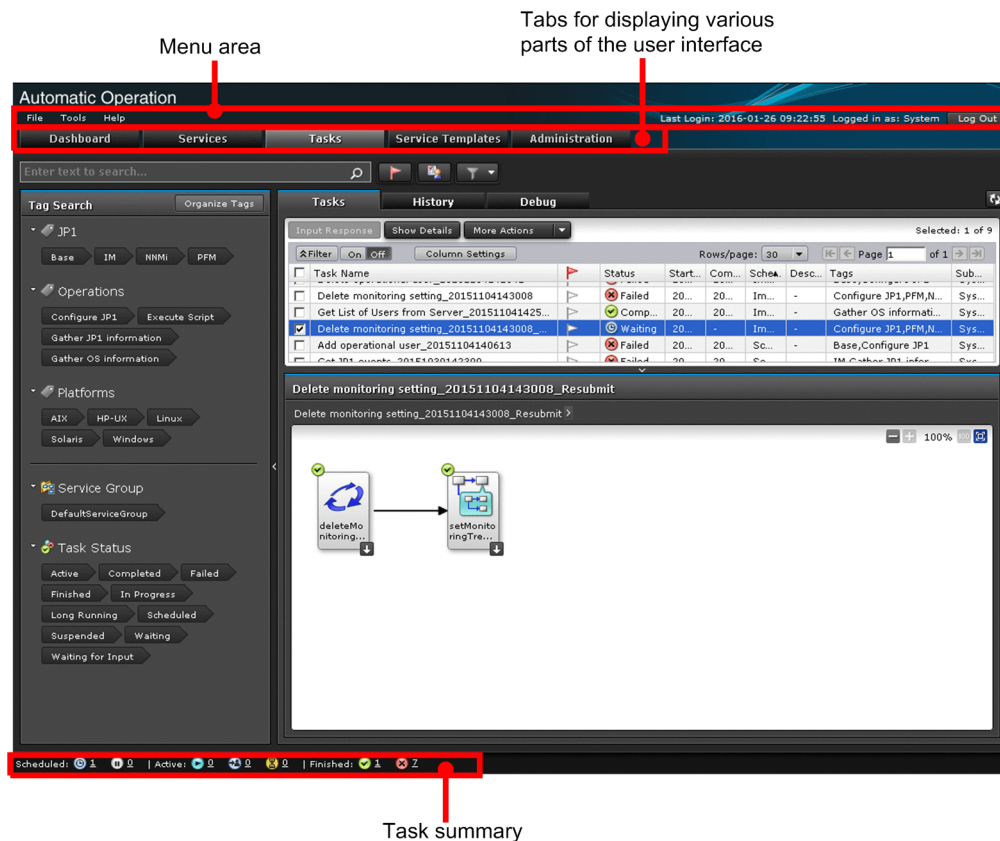 Tabs for displaying various
parts of the user interface
Menu area
Automatic Operation
File Tools Help
Last Login: 2016-01-26 09:22:55 Logged in as: System Log Out
Dashboard Services Tasks Service Templates Administration
Enter text to search...
Tag Search Organize Tags
JP1
Base IM NNMi PFM
Operations
Configure JP1 Execute Script
Gather JP1 information
Gather OS information
Platforms
AIX HP-UX Linux
Solaris Windows
Service Group
DefaultServiceGroup
Task Status
Active Completed Failed
Finished In Progress
Long Running Scheduled
Suspended Waiting
Waiting for Input
Tasks History Debug
Input Response Show Details More Actions Selected: 1 of 9
Filter On Off Column Settings Rows/page: 30 Page 1 of 1
Task Name Status Start... Com... Sche... Desc... Tags Sub...
Delete monitoring setting_20151104143008 Failed 20... 20... Im... - Configure JP1,PFM,N... Sys...
Get List of Users from Server_201511041425... Comp... 20... 20... Im... - Gather OS informati... Sys...
Delete monitoring setting_20151104143008_... Waiting 20... - Im... - Configure JP1,PFM,N... Sys...
Add operational user_20151104140613 Failed 20... 20... Sc... - Base,Configure JP1 Sys...
Delete monitoring setting_20151104143008_Resubmit
Delete monitoring setting_20151104143008_Resubmit >
100% 100
deleteMo
nitoring...
setMonito
ringTre...
Scheduled: 1 0 | Active: 0 0 0 | Finished: 1 7
Task summary